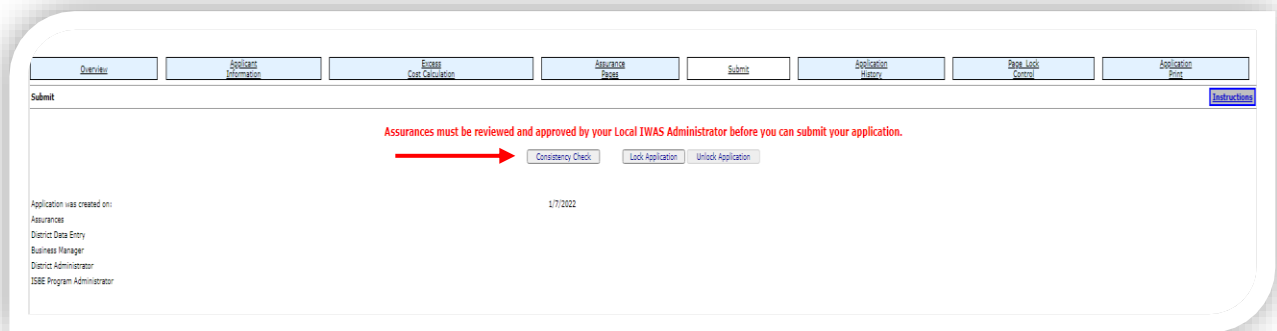 Overview
Applicant
Information
Excess
Cost Calculation
Assurance
Pages
Submit
Application
History
Page_Lock
Control
Application
Print
Submit
Instructions
Assurances must be reviewed and approved by your Local IWAS Administrator before you can submit your application.
Consistency Check Lock Application Unlock Application
Application was created on: 1/7/2022
Assurances
District Data Entry
Business Manager
District Administrator
ISBE Program Administrator